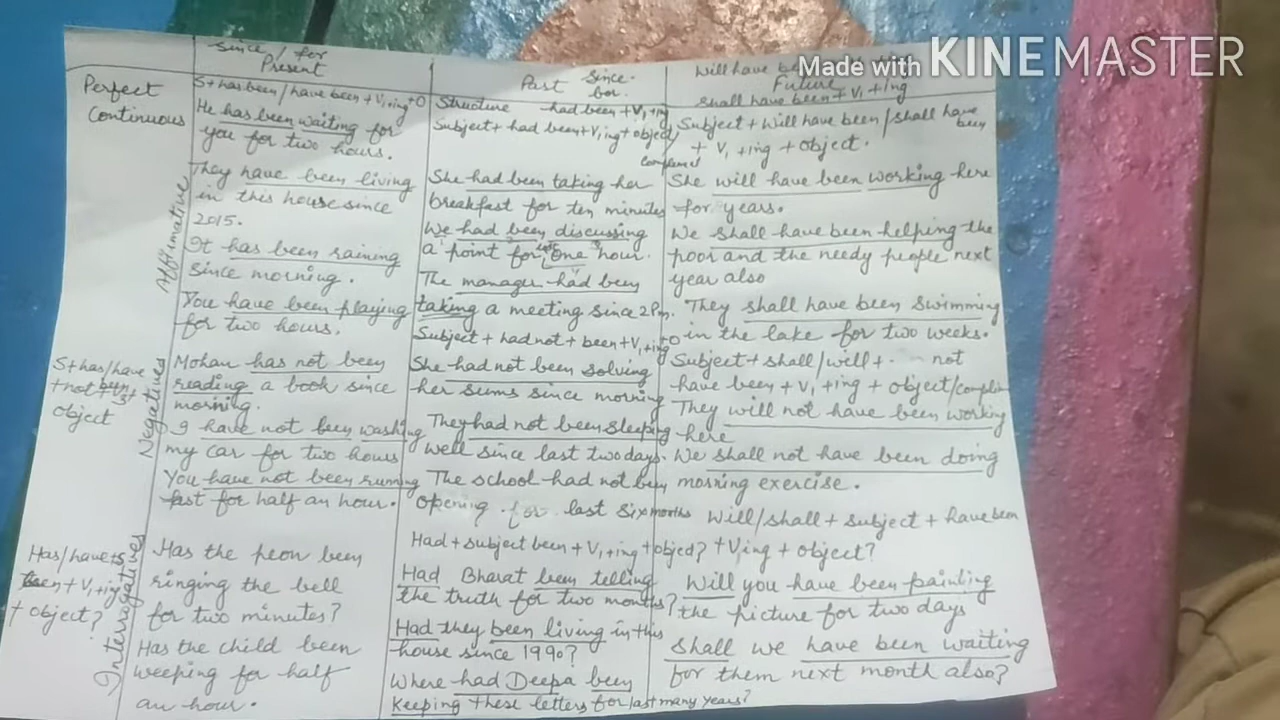 Made with KINEMASTER
Since / for
Present
Perfect
Continuous
S + has been / have been + V1 + ing + O
He has been waiting for
you for two hours.
They have been living
in this house since
2015.
It has been raining
since morning.
You have been playing
for two hours.
Affirmative
S + has / have
+ not
object
Negatives
Mohan has not been
reading a book since
morning.
I have not been washing
my car for two hours
You have not been running
fast for half an hour.
Has / have + S
been + V1 + ing
+ object?
Interrogatives
Has the peon been
ringing the bell
for two minutes?
Has the child been
weeping for half
an hour.
Past Since
for
Structure had been + V1 + ing
Subject + had been + V1 ing + object /
She had been taking her
breakfast for ten minutes
We had been discussing
a point for last one hour.
The manager had been
taking a meeting since 2 Pm.
Subject + had not + been + V1 + ing + O
She had not been solving
her sums since morning
They had not been sleeping
well since last two days.
The school had not been
opening for last six months
Had + subject been + V1 + ing + object?
Had Bharat been telling
the truth for two months?
Had they been living in this
house since 1990?
Where had Deepa been
keeping these letters for last many years?
will have
Future
shall have been + V1 + ing
Subject + Will have been / shall have been
+ V1 + ing + object.
She will have been working here
for years.
We shall have been helping the
poor and the needy people next
year also
They shall have been swimming
in the lake for two weeks.
Subject + shall / will + not
have been + V1 + ing + object /
They will not have been working
here
We shall not have been doing
morning exercise.
Will / shall + subject + have been
+ V ing + object?
Will you have been painting
the picture for two days
Shall we have been waiting
for them next month also?